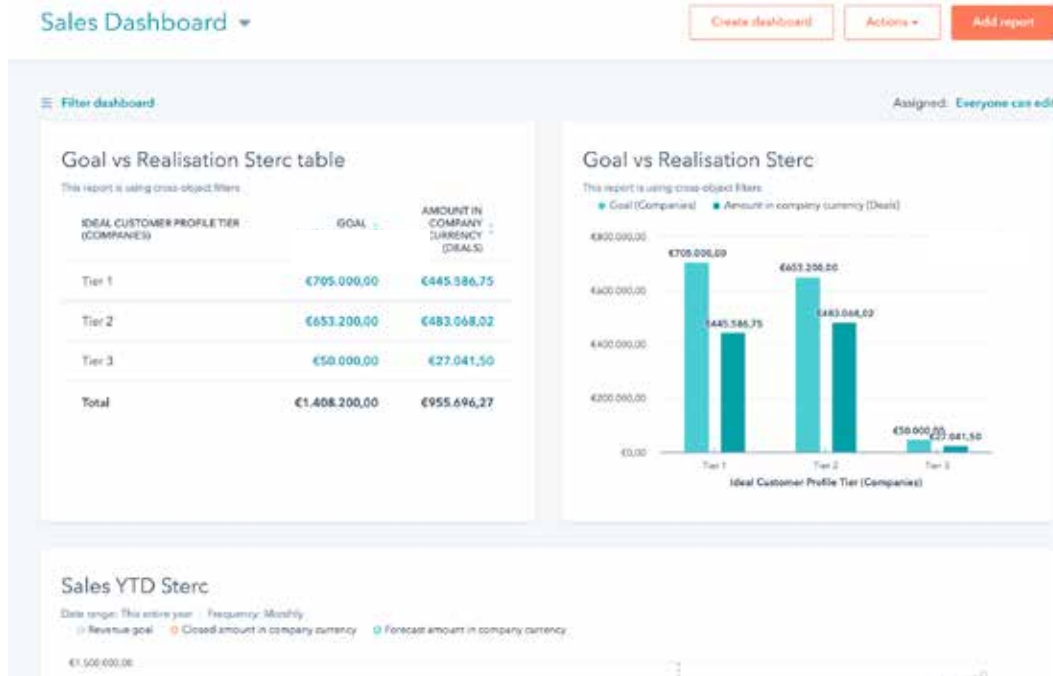 Sales Dashboard
Create dashboard
Actions
Add report
Filter dashboard
Assigned: Everyone can edit
Goal vs Realisation Sterc table
This report is using cross-object filters
IDEAL CUSTOMER PROFILE TIER (COMPANIES)
GOAL
AMOUNT IN COMPANY CURRENCY (DEALS)
Tier 1 €705.000,00 €445.586,75
Tier 2 €653.200,00 €483.068,02
Tier 3 €50.000,00 €27.041,50
Total €1.408.200,00 €955.696,27
Goal vs Realisation Sterc
This report is using cross-object filters
Goal (Companies) Amount in company currency (Deals)
€800.000,00
€705.000,00
€653.200,00
€600.000,00
€483.068,02
€445.586,75
€400.000,00
€200.000,00
€50.000,00
€27.041,50
€0,00
Tier 1 Tier 2 Tier 3
Ideal Customer Profile Tier (Companies)
Sales YTD Sterc
Date range: This entire year Frequency: Monthly
Revenue goal Closed amount in company currency Forecast amount in company currency
€1.500.000,00